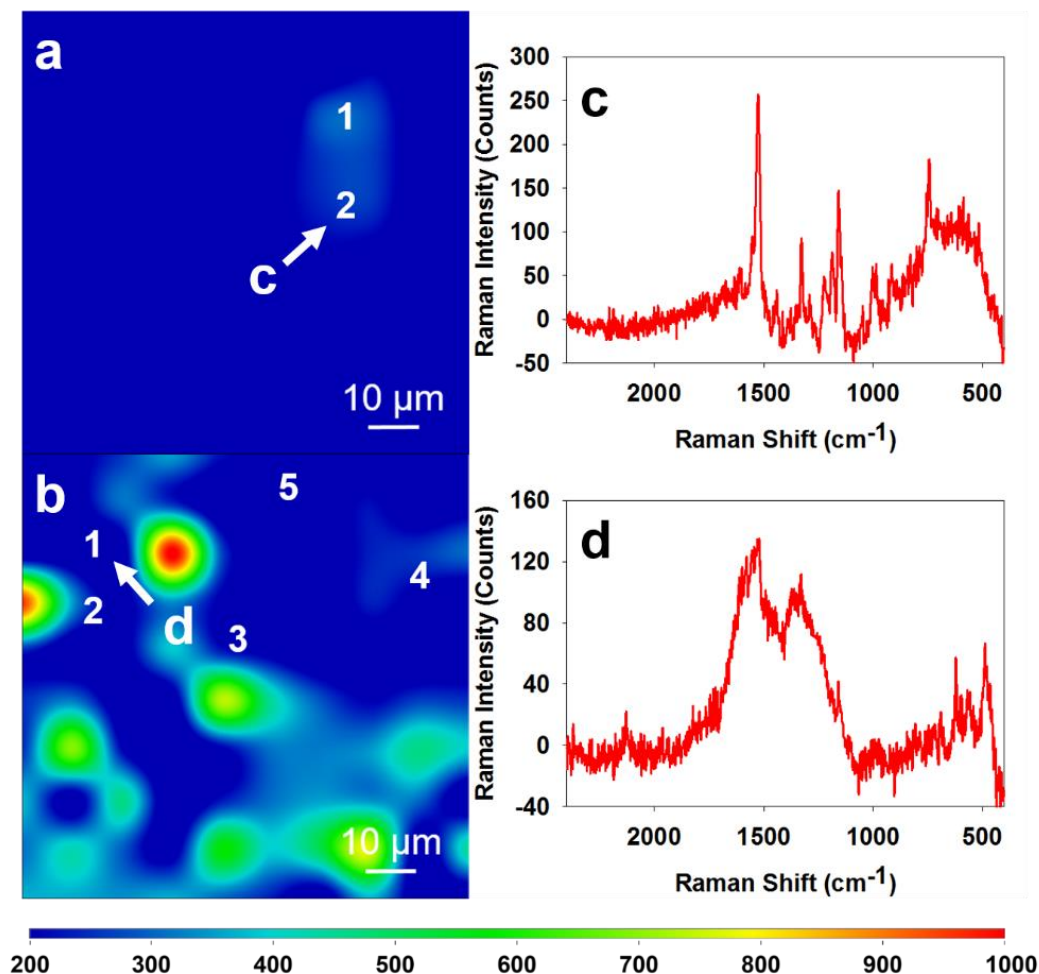 a
1
2
c
10 µm
b
5
1
4
2
d
3
10 µm
c
300
250
200
150
100
50
0
-50
Raman Intensity (Counts)
2000 1500 1000 500
Raman Shift (cm-1)
d
160
120
80
40
0
-40
Raman Intensity (Counts)
2000 1500 1000 500
Raman Shift (cm-1)
200 300 400 500 600 700 800 900 1000